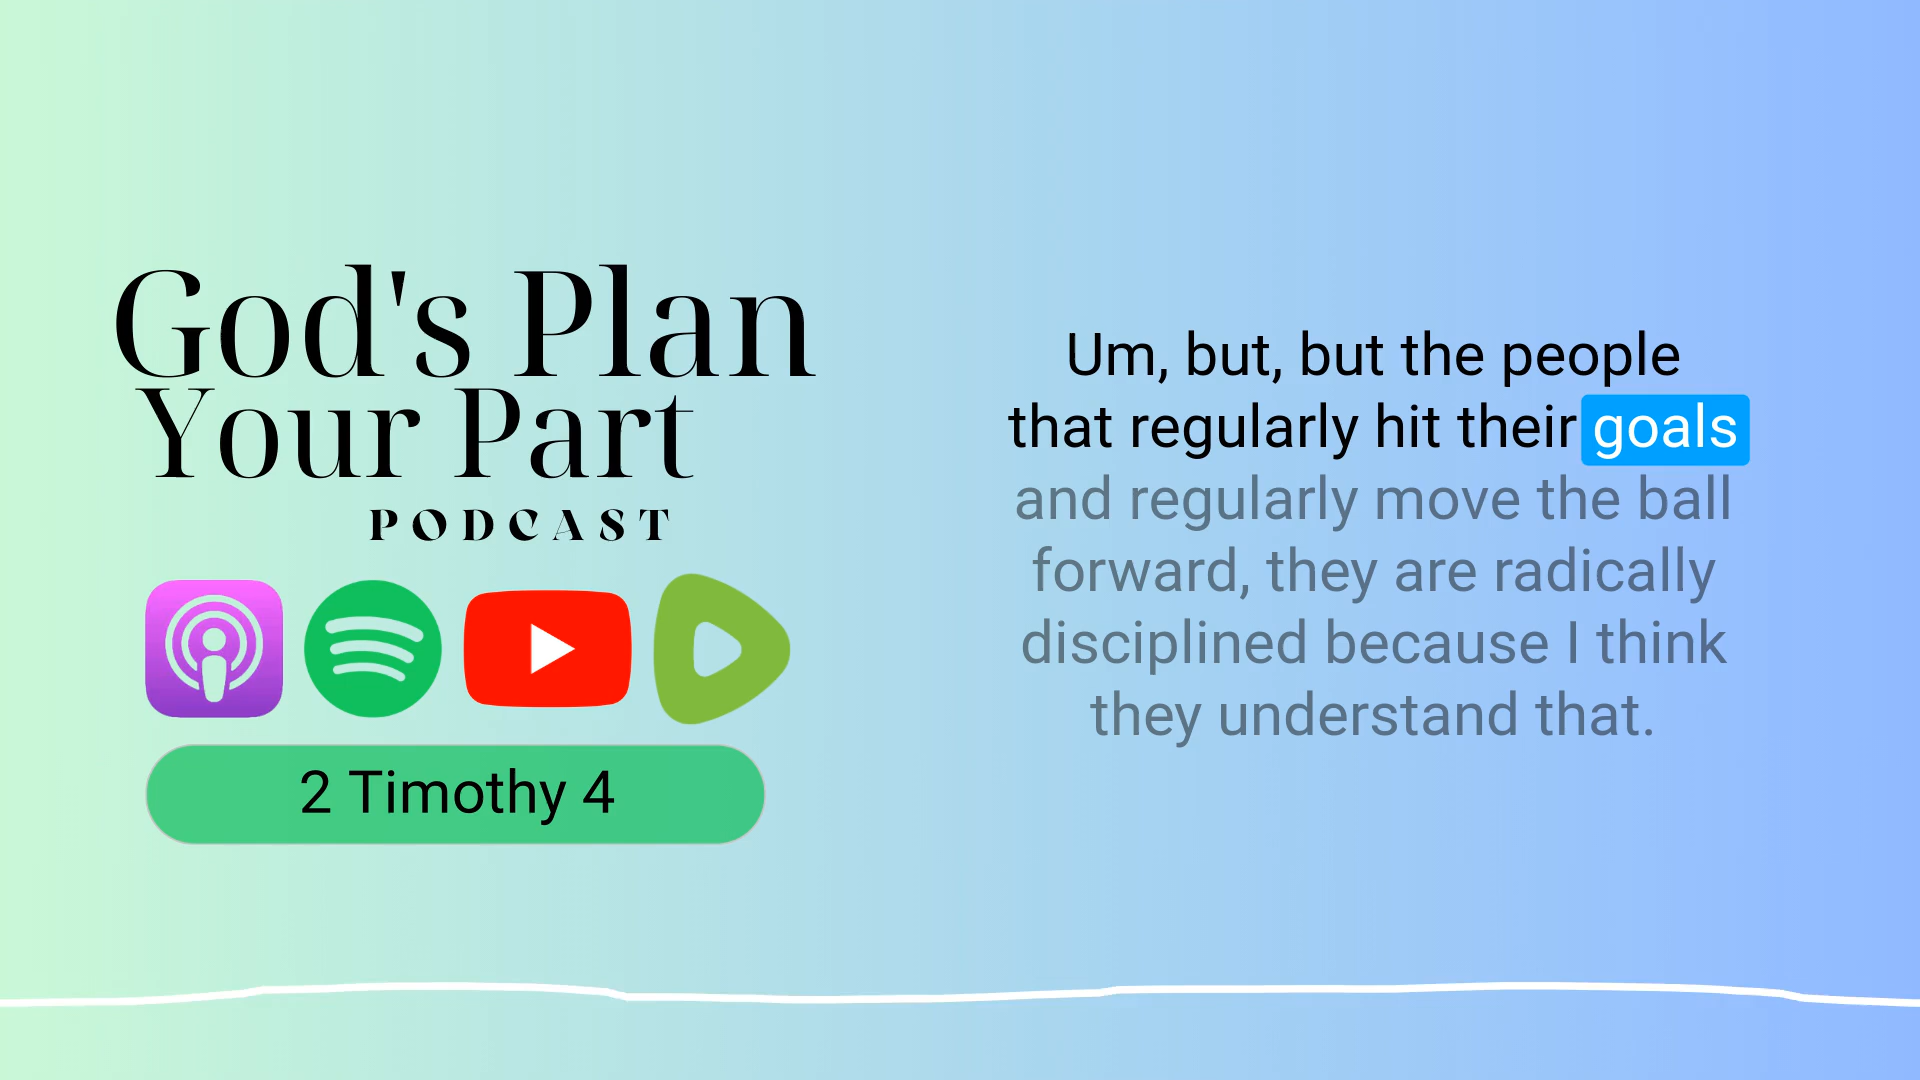 God's Plan
Your Part
PODCAST
2 Timothy 4
Um, but, but the people
that regularly hit their goals
and regularly move the ball
forward, they are radically
disciplined because I think
they understand that.